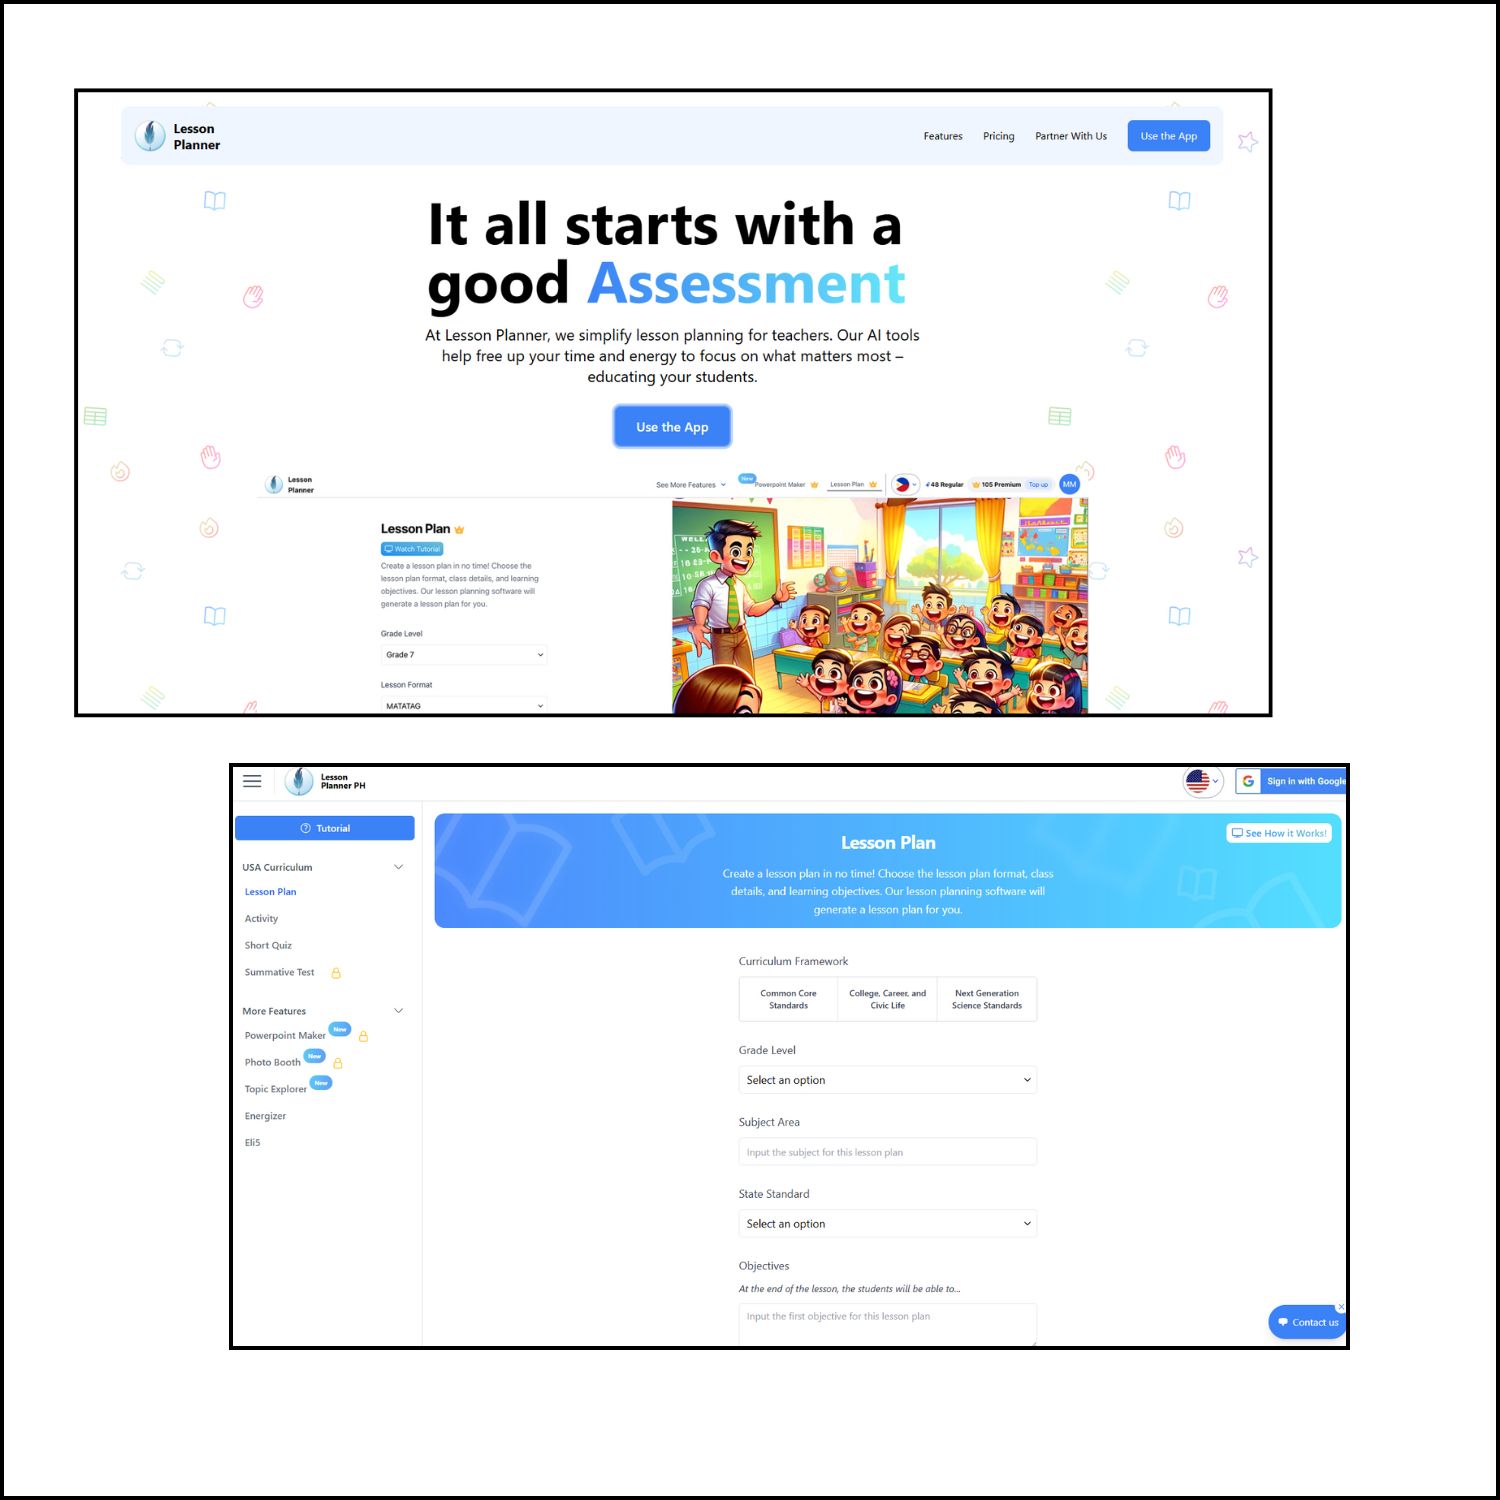 Lesson
Planner
Features
Pricing
Partner With Us
Use the App
It all starts with a
good Assessment
At Lesson Planner, we simplify lesson planning for teachers. Our AI tools
help free up your time and energy to focus on what matters most –
educating your students.
Use the App
Lesson
Planner
See More Features
New
Powerpoint Maker
Lesson Plan
48 Regular
105 Premium
Top up
MM
Lesson Plan
Watch Tutorial
Create a lesson plan in no time! Choose the
lesson plan format, class details, and learning
objectives. Our lesson planning software will
generate a lesson plan for you.
Grade Level
Grade 7
Lesson Format
MATATAG
Lesson
Planner PH
Sign in with Google
Tutorial
USA Curriculum
Lesson Plan
Activity
Short Quiz
Summative Test
More Features
Powerpoint Maker New
Photo Booth New
Topic Explorer New
Energizer
Eli5
Lesson Plan
See How it Works!
Create a lesson plan in no time! Choose the lesson plan format, class
details, and learning objectives. Our lesson planning software will
generate a lesson plan for you.
Curriculum Framework
Common Core
Standards
College, Career, and
Civic Life
Next Generation
Science Standards
Grade Level
Select an option
Subject Area
Input the subject for this lesson plan
State Standard
Select an option
Objectives
At the end of the lesson, the students will be able to...
Input the first objective for this lesson plan
Contact us